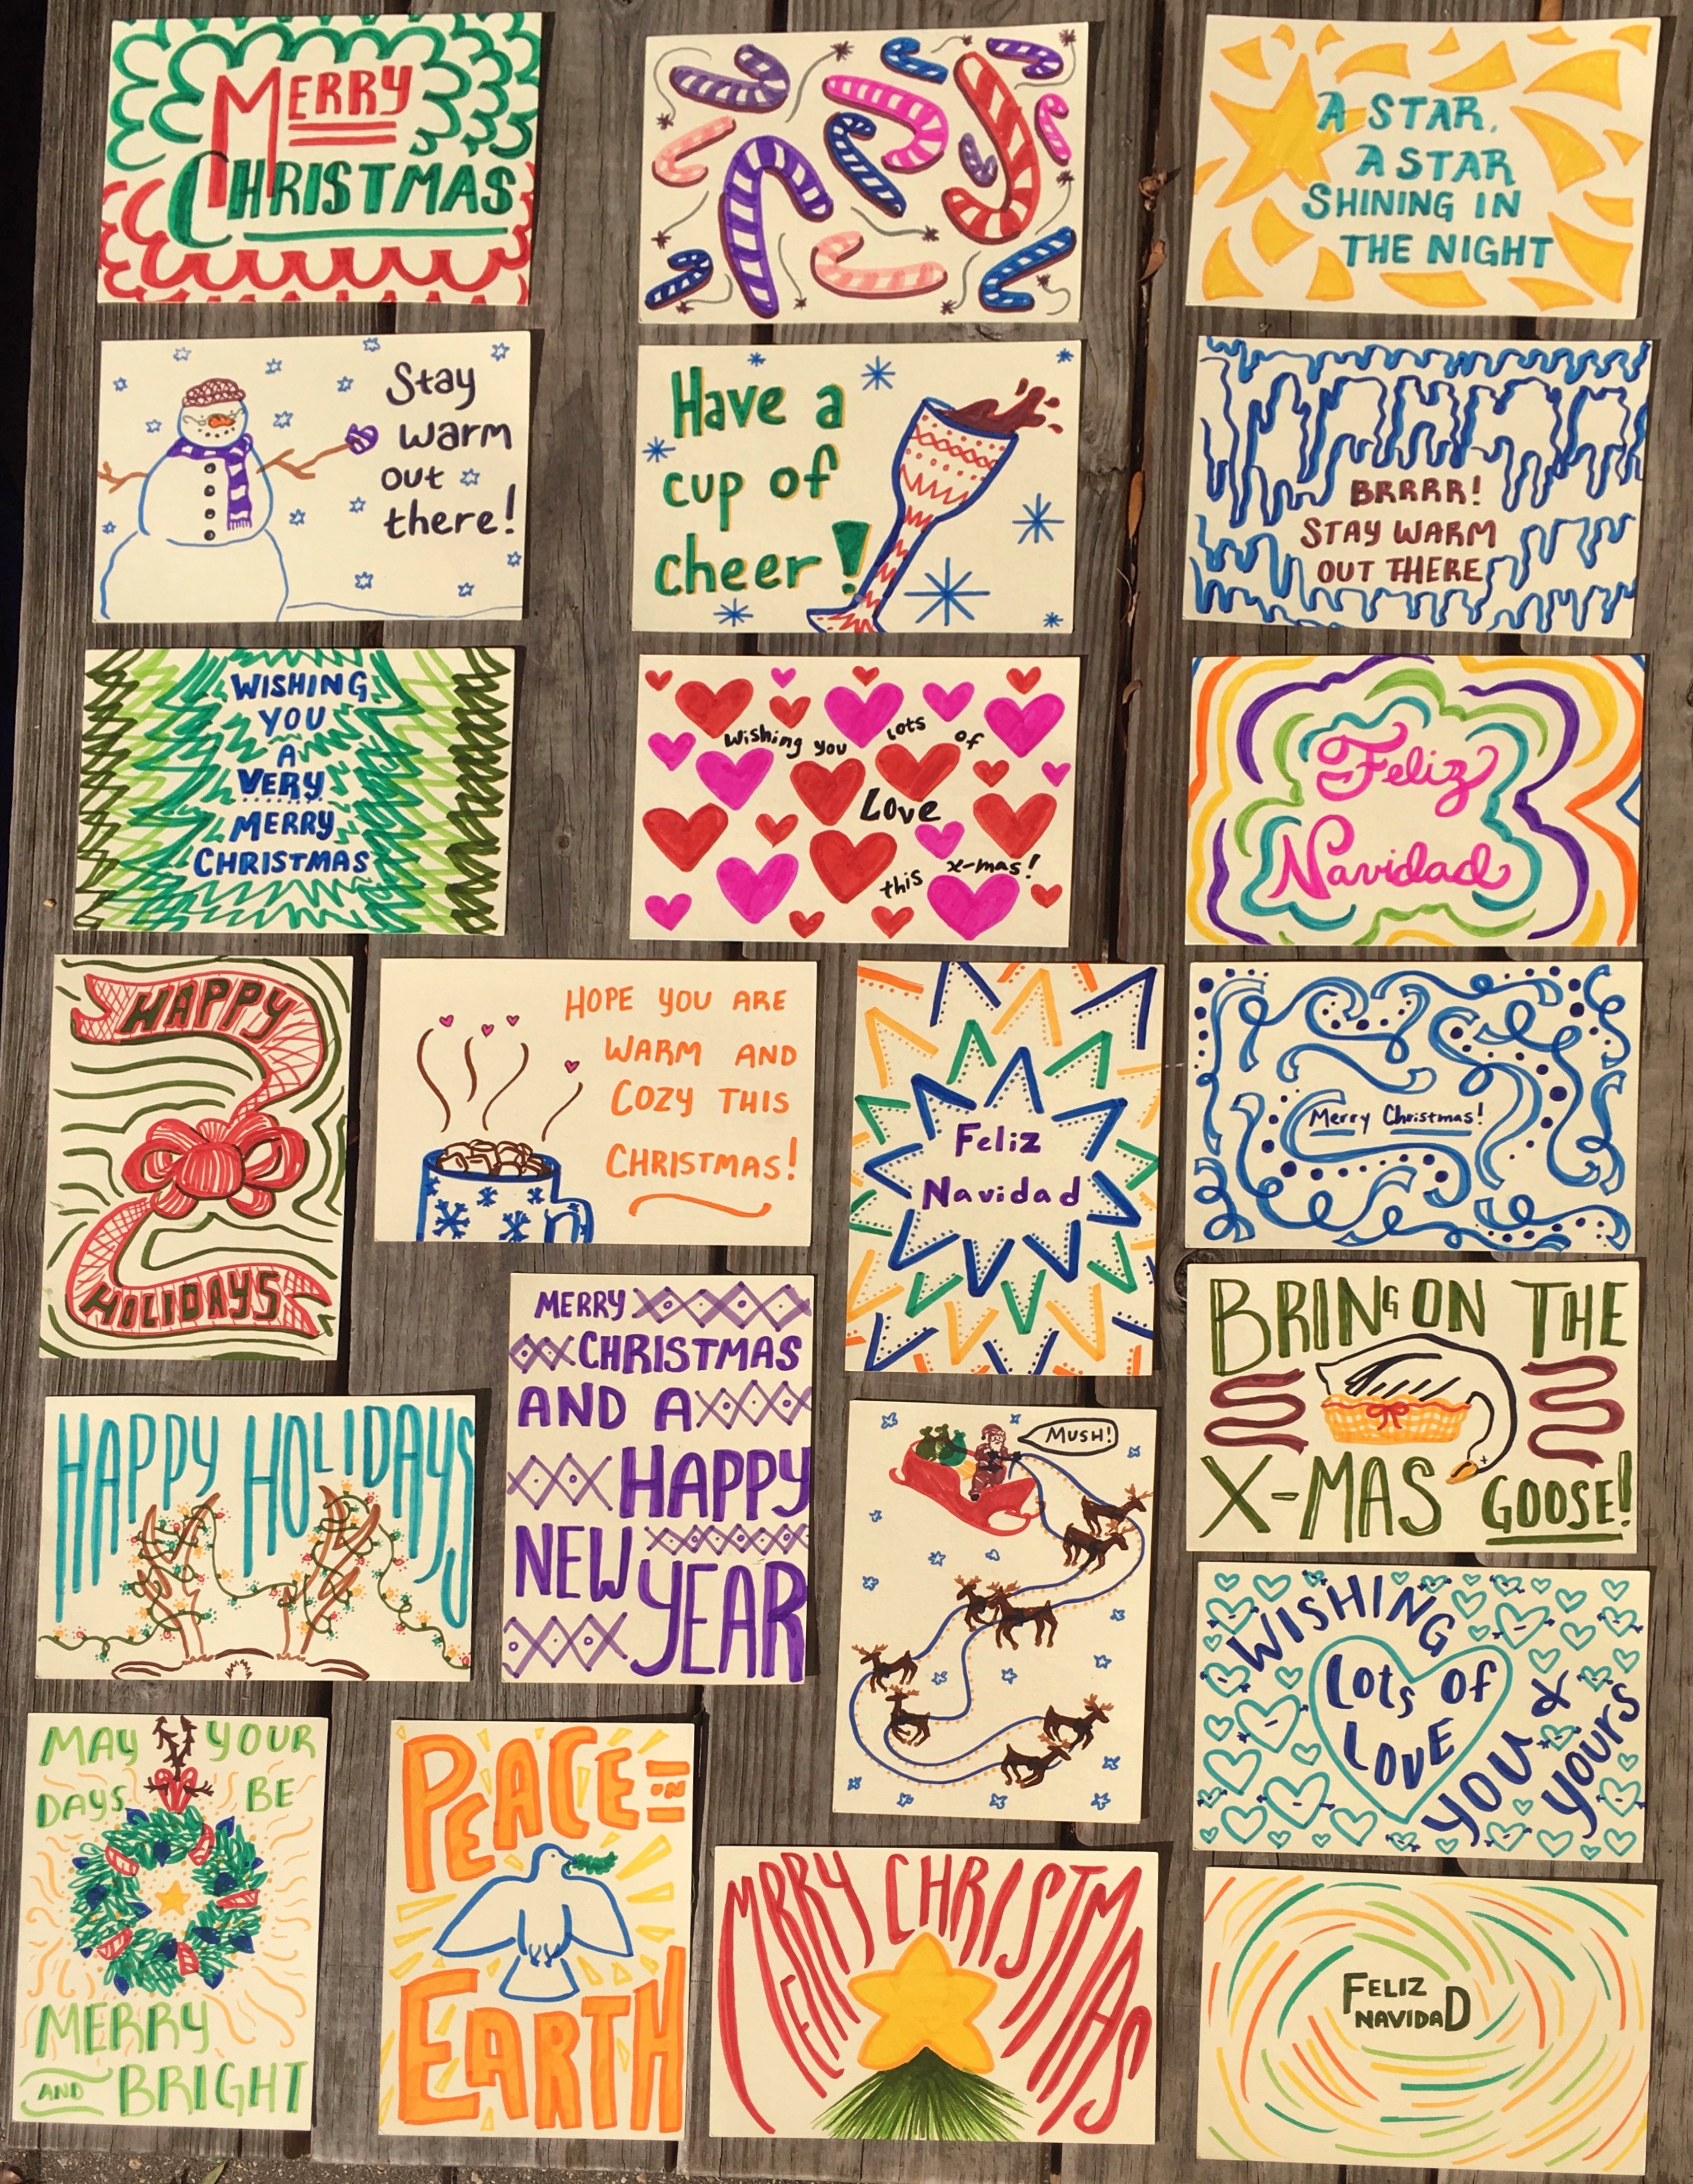 MERRY
CHRISTMAS
A STAR,
A STAR
SHINING IN
THE NIGHT
Stay
warm
out
there!
Have a
cup of
cheer!
BRRRR!
STAY WARM
OUT THERE
WISHING
YOU
A
VERY
MERRY
CHRISTMAS
Wishing you lots of
Love
this x-mas!
Feliz
Navidad
HAPPY
HOLIDAYS
HOPE YOU ARE
WARM AND
COZY THIS
CHRISTMAS!
Feliz
Navidad
Merry Christmas!
MERRY
CHRISTMAS
AND A
HAPPY
NEW
YEAR
BRING ON THE
X-MAS GOOSE!
HAPPY HOLIDAYS
MUSH!
WISHING
Lots OF
LOVE
YOU &
YOURS
MAY YOUR
DAYS BE
MERRY
AND BRIGHT
PEACE IN
EARTH
MERRY CHRISTMAS
FELIZ
NAVIDAD